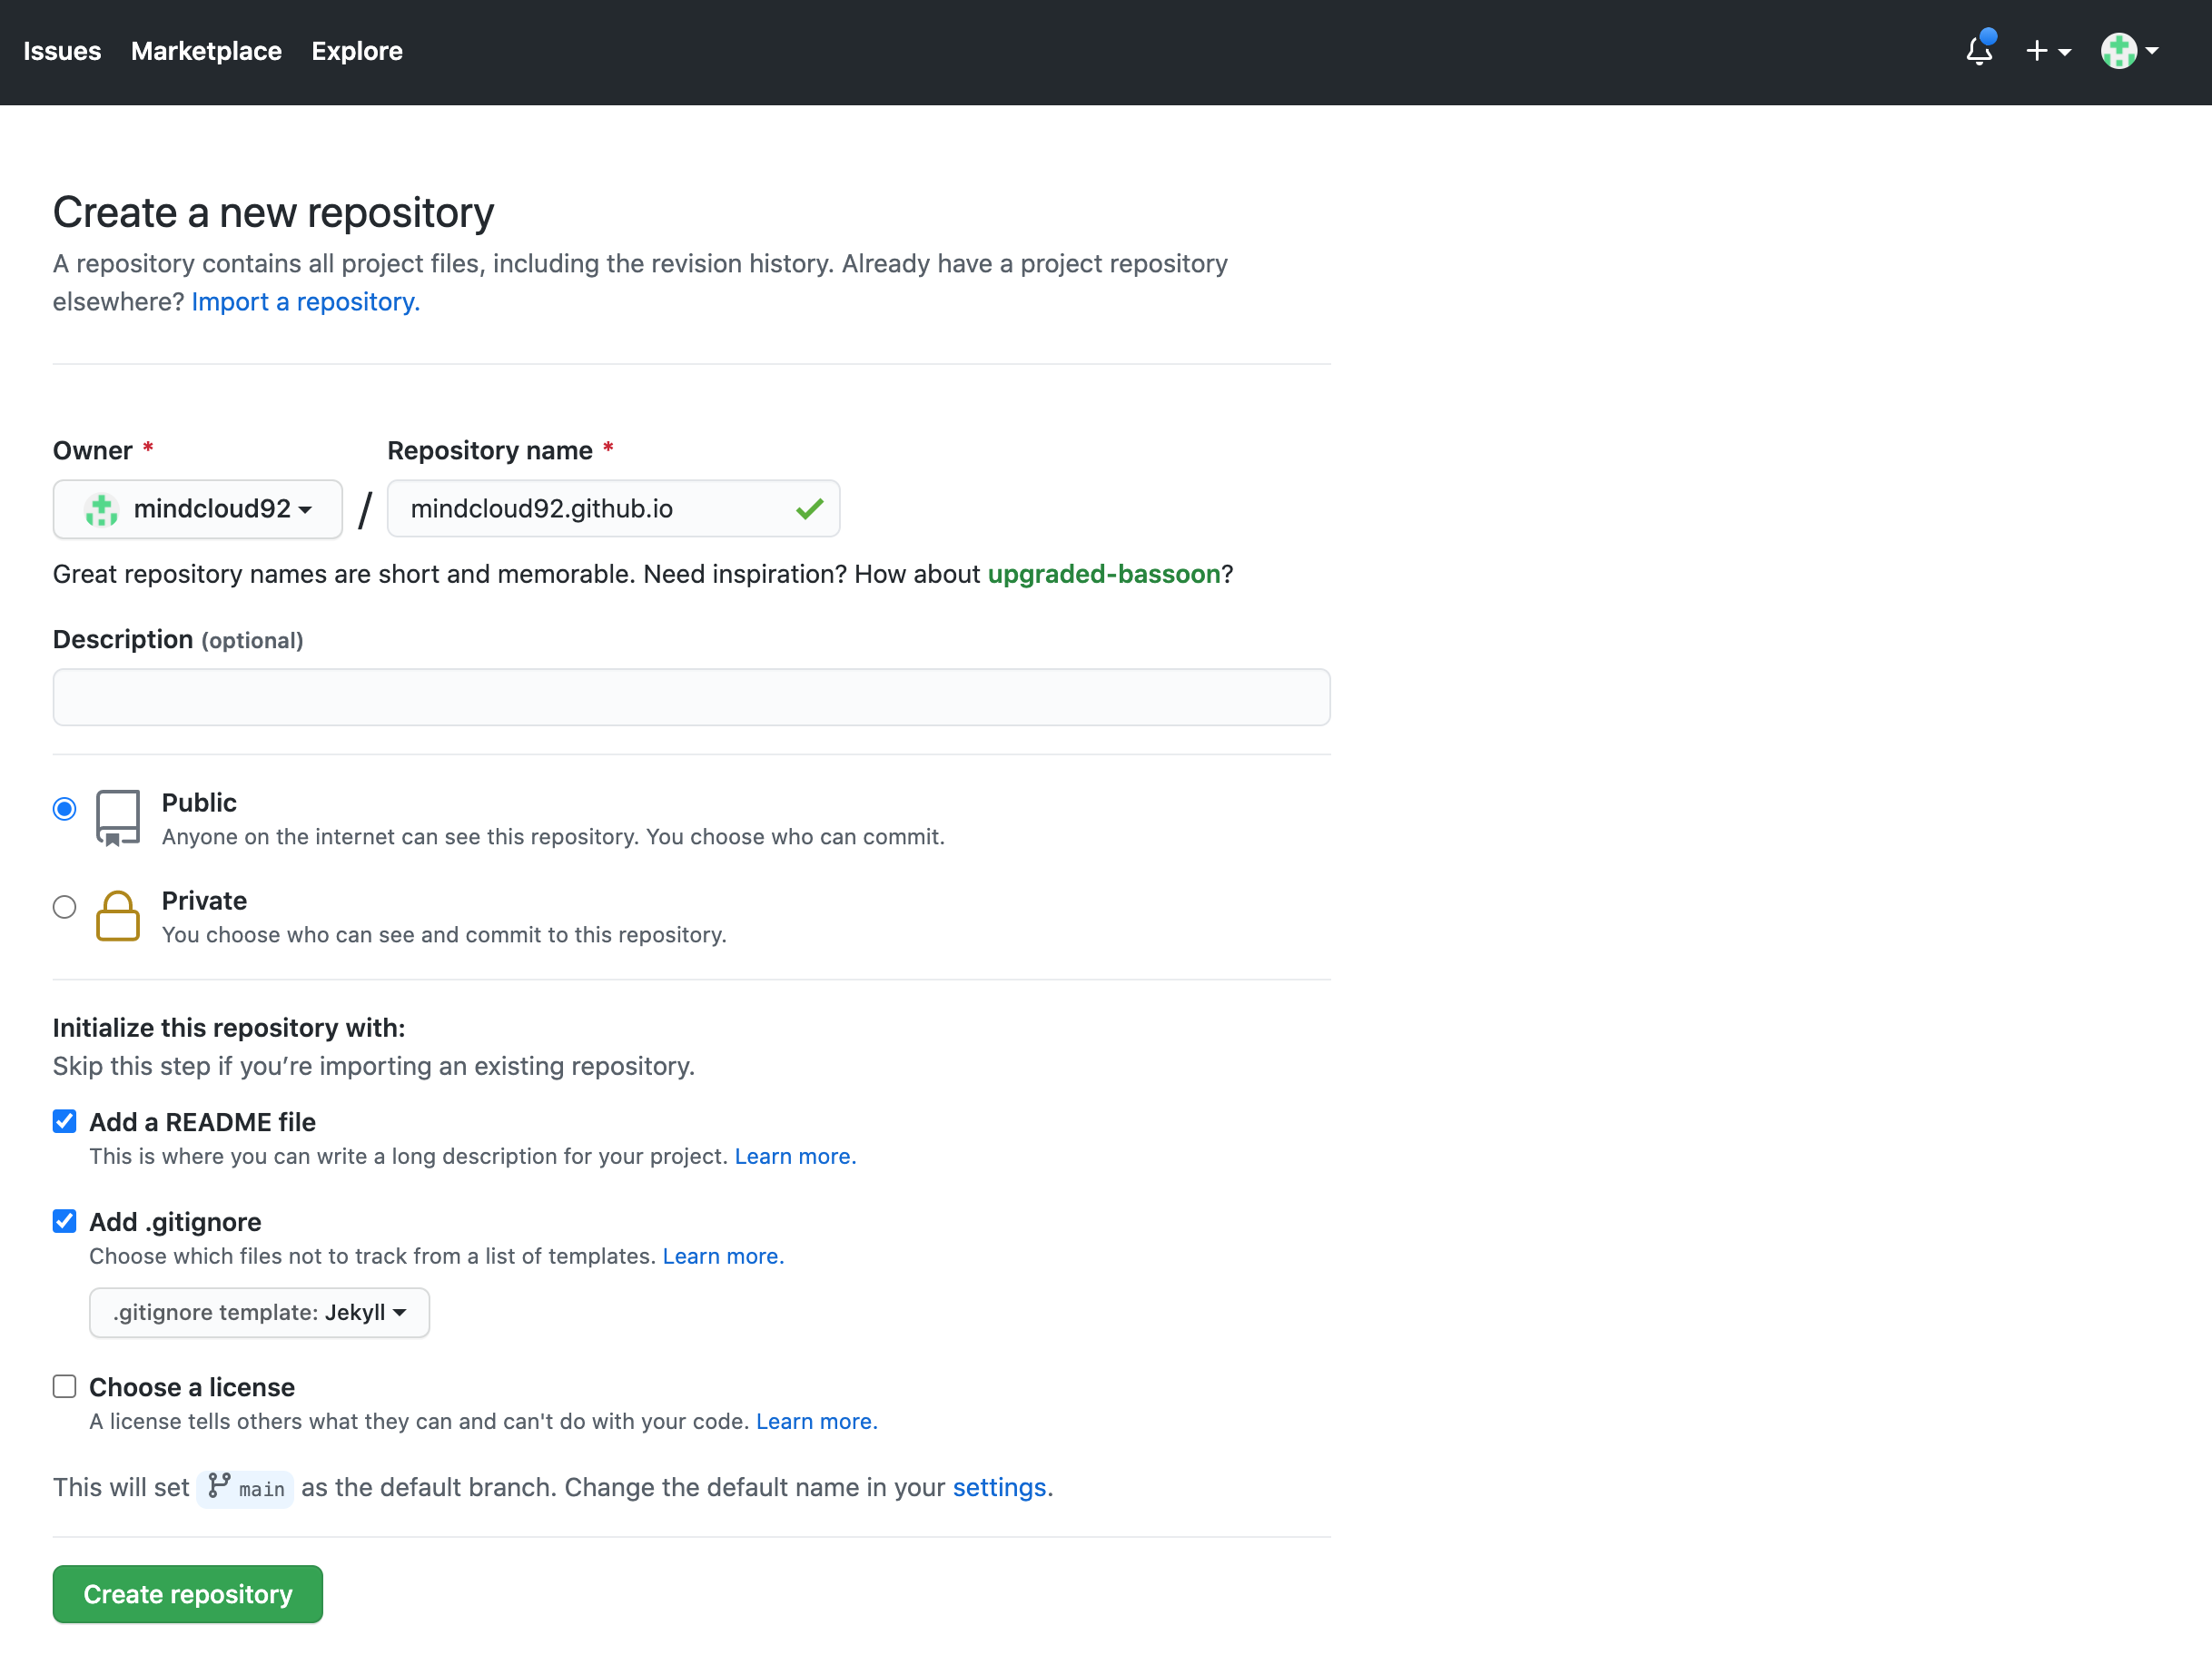 Issues Marketplace Explore
Create a new repository
A repository contains all project files, including the revision history. Already have a project repository
elsewhere? Import a repository.
Owner * Repository name *
mindcloud92 / mindcloud92.github.io
Great repository names are short and memorable. Need inspiration? How about upgraded-bassoon?
Description (optional)
Public
Anyone on the internet can see this repository. You choose who can commit.
Private
You choose who can see and commit to this repository.
Initialize this repository with:
Skip this step if you’re importing an existing repository.
Add a README file
This is where you can write a long description for your project. Learn more.
Add .gitignore
Choose which files not to track from a list of templates. Learn more.
.gitignore template: Jekyll
Choose a license
A license tells others what they can and can't do with your code. Learn more.
This will set main as the default branch. Change the default name in your settings.
Create repository